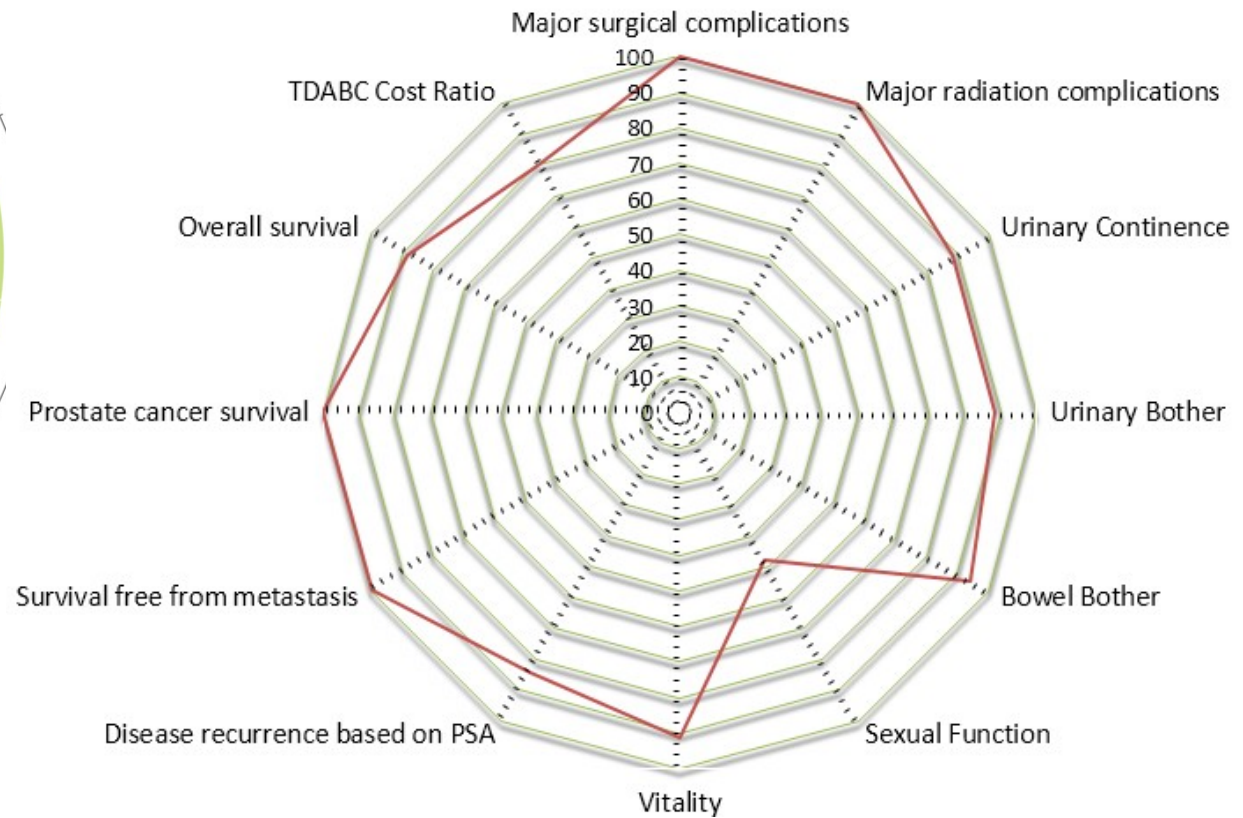 Major surgical complications
100
TDABC Cost Ratio
Major radiation complications
90
80
70
60
Overall survival
Urinary Continence
50
40
30
20
10
Prostate cancer survival
0
Urinary Bother
Survival free from metastasis
Bowel Bother
Disease recurrence based on PSA
Sexual Function
Vitality